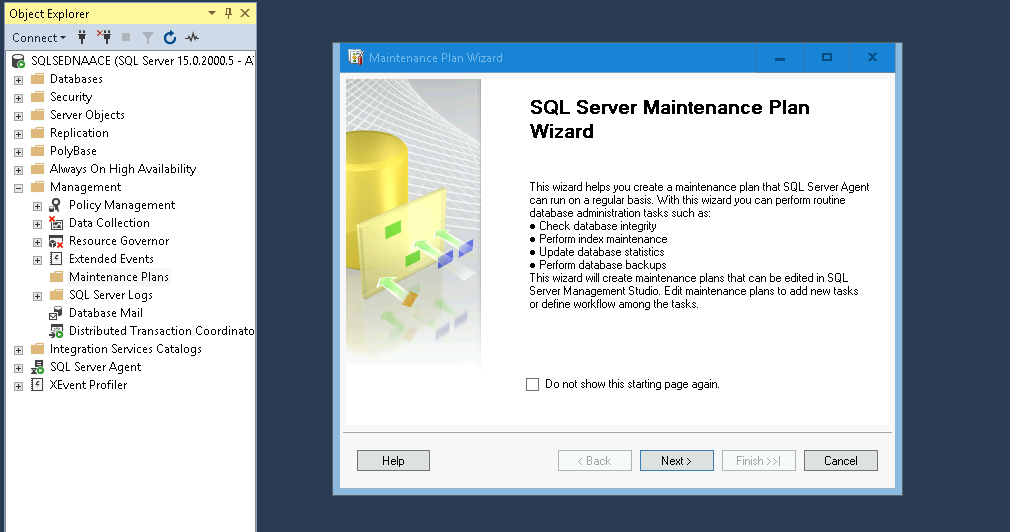 Object Explorer
Connect
SQLSEDNAACE (SQL Server 15.0.2000.5 - A
Databases
Security
Server Objects
Replication
PolyBase
Always On High Availability
Management
Policy Management
Data Collection
Resource Governor
Extended Events
Maintenance Plans
SQL Server Logs
Database Mail
Distributed Transaction Coordinato
Integration Services Catalogs
SQL Server Agent
XEvent Profiler
Maintenance Plan Wizard
SQL Server Maintenance Plan
Wizard
This wizard helps you create a maintenance plan that SQL Server Agent
can run on a regular basis. With this wizard you can perform routine
database administration tasks such as:
● Check database integrity
● Perform index maintenance
● Update database statistics
● Perform database backups
This wizard will create maintenance plans that can be edited in SQL
Server Management Studio. Edit maintenance plans to add new tasks
or define workflow among the tasks.
Do not show this starting page again.
Help
< Back
Next >
Finish >>|
Cancel